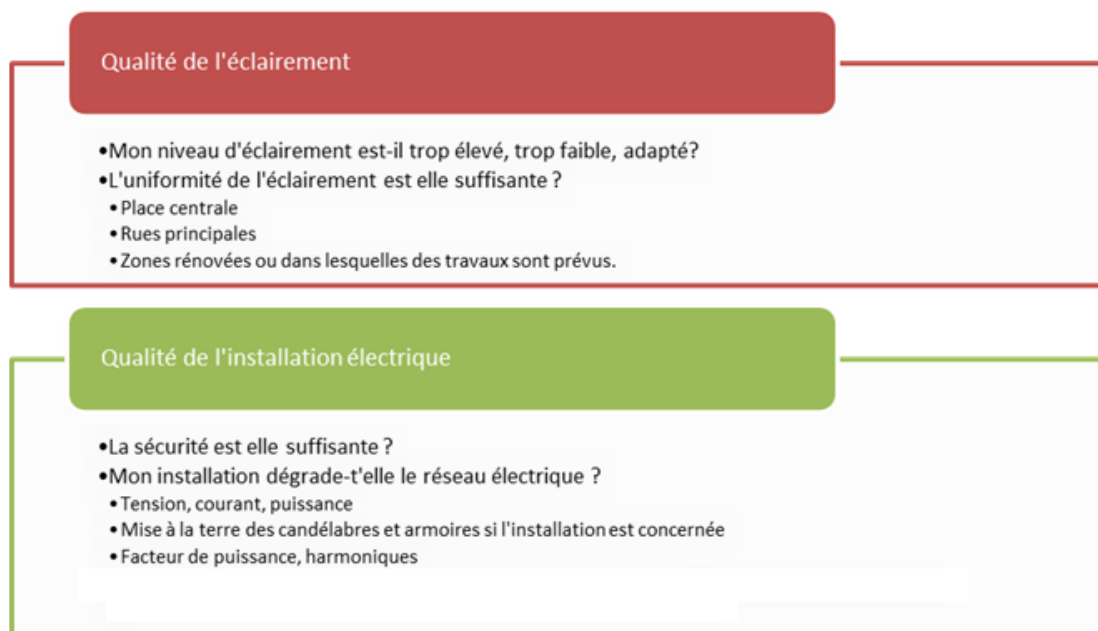 Qualité de l'éclairement
•Mon niveau d'éclairement est-il trop élevé, trop faible, adapté?
•L'uniformité de l'éclairement est elle suffisante ?
•Place centrale
•Rues principales
•Zones rénovées ou dans lesquelles des travaux sont prévus.
Qualité de l'installation électrique
•La sécurité est elle suffisante ?
•Mon installation dégrade-t'elle le réseau électrique ?
•Tension, courant, puissance
•Mise à la terre des candélabres et armoires si l'installation est concernée
•Facteur de puissance, harmoniques